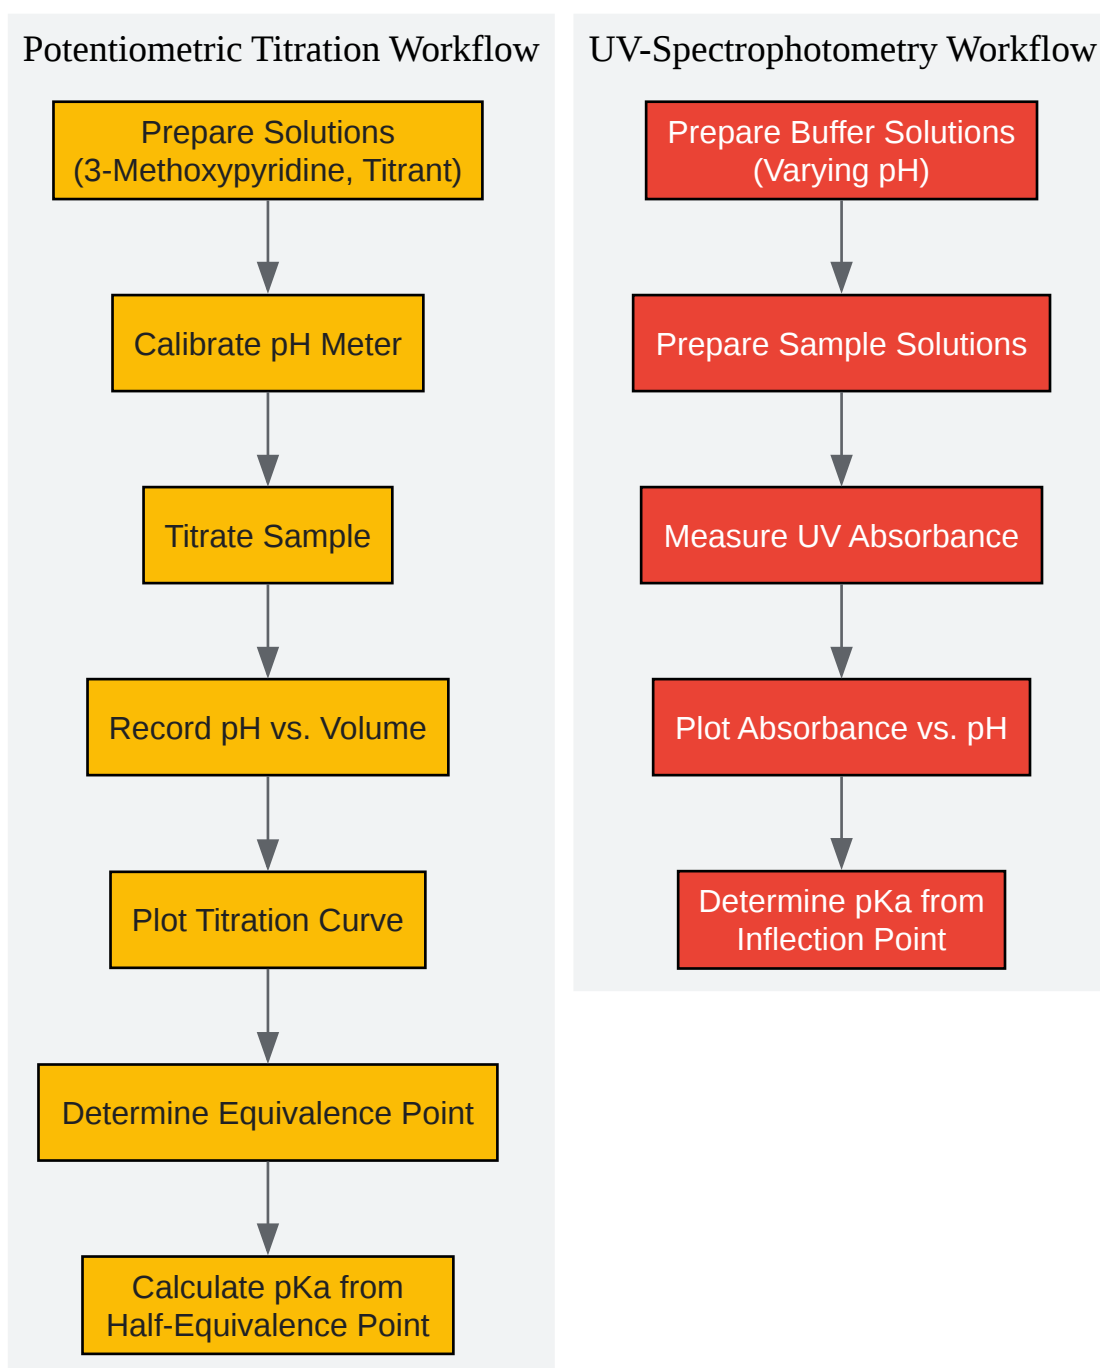 Potentiometric Titration Workflow
Prepare Solutions
(3-Methoxypyridine, Titrant)
Calibrate pH Meter
Titrate Sample
Record pH vs. Volume
Plot Titration Curve
Determine Equivalence Point
Calculate pKa from
Half-Equivalence Point
UV-Spectrophotometry Workflow
Prepare Buffer Solutions
(Varying pH)
Prepare Sample Solutions
Measure UV Absorbance
Plot Absorbance vs. pH
Determine pKa from
Inflection Point